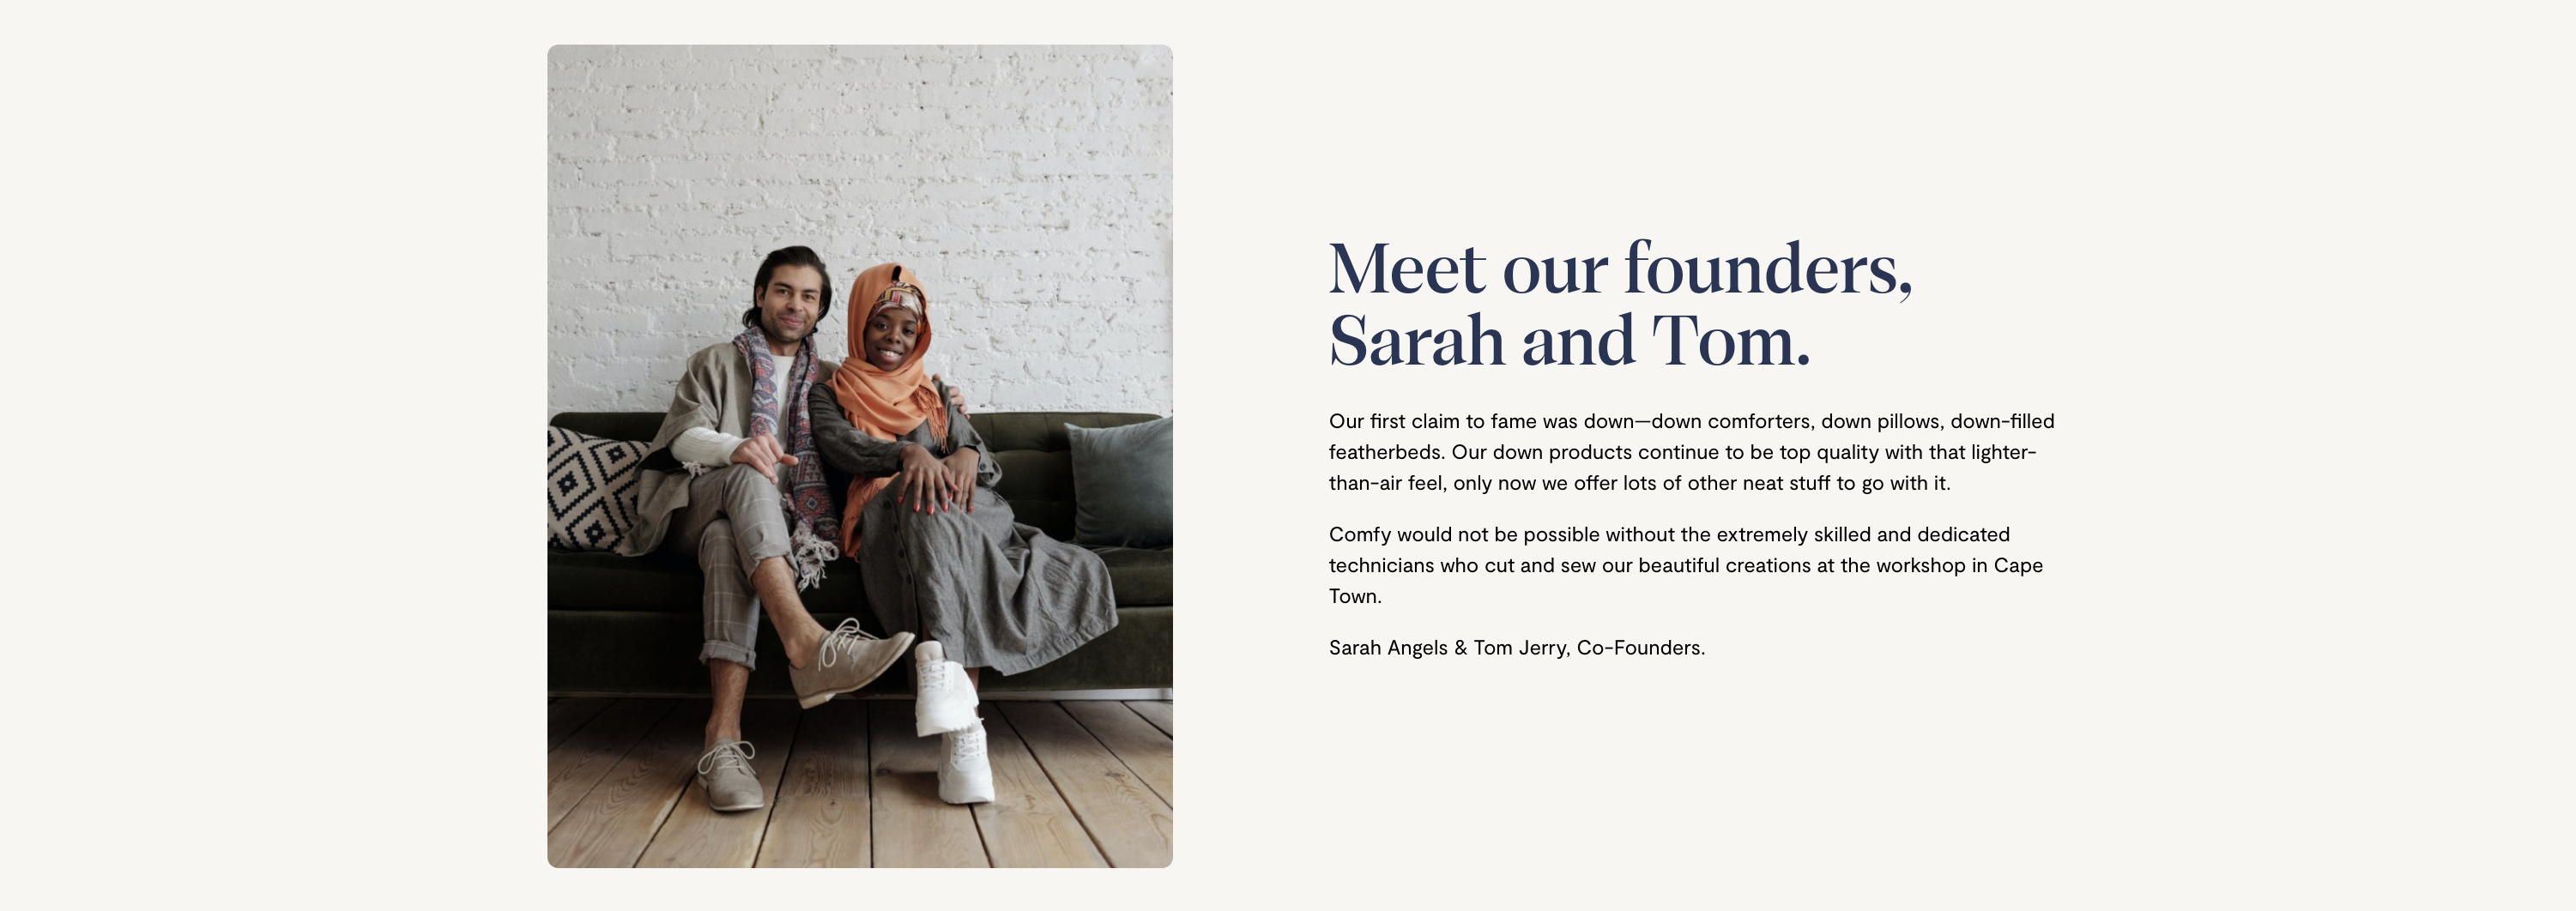 Meet our founders,
Sarah and Tom.
Our first claim to fame was down—down comforters, down pillows, down-filled
featherbeds. Our down products continue to be top quality with that lighter-
than-air feel, only now we offer lots of other neat stuff to go with it.
Comfy would not be possible without the extremely skilled and dedicated
technicians who cut and sew our beautiful creations at the workshop in Cape
Town.
Sarah Angels & Tom Jerry, Co-Founders.